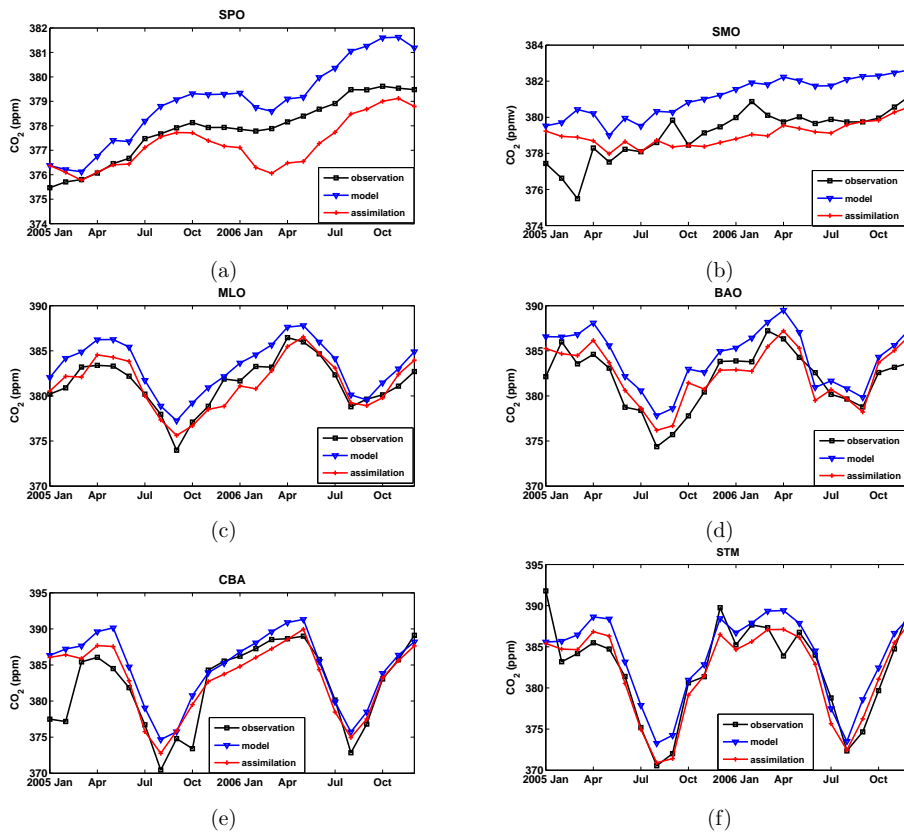 SPO
382
381
380
379
378
377
376
375
374
CO2 (ppm)
2005 Jan Apr Jul Oct 2006 Jan Apr Jul Oct
observation
model
assimilation
(a)
SMO
384
382
380
378
376
374
CO2 (ppmv)
2005 Jan Apr Jul Oct 2006 Jan Apr Jul Oct
observation
model
assimilation
(b)
MLO
390
385
380
375
370
CO2 (ppm)
2005 Jan Apr Jul Oct 2006 Jan Apr Jul Oct
observation
model
assimilation
(c)
BAO
390
385
380
375
370
CO2 (ppm)
2005 Jan Apr Jul Oct 2006 Jan Apr Jul Oct
observation
model
assimilation
(d)
CBA
395
390
385
380
375
370
CO2 (ppm)
2005 Jan Apr Jul Oct 2006 Jan Apr Jul Oct
observation
model
assimilation
(e)
STM
395
390
385
380
375
370
CO2 (ppm)
2005 Jan Apr Jul Oct 2006 Jan Apr Jul Oct
observation
model
assimilation
(f)